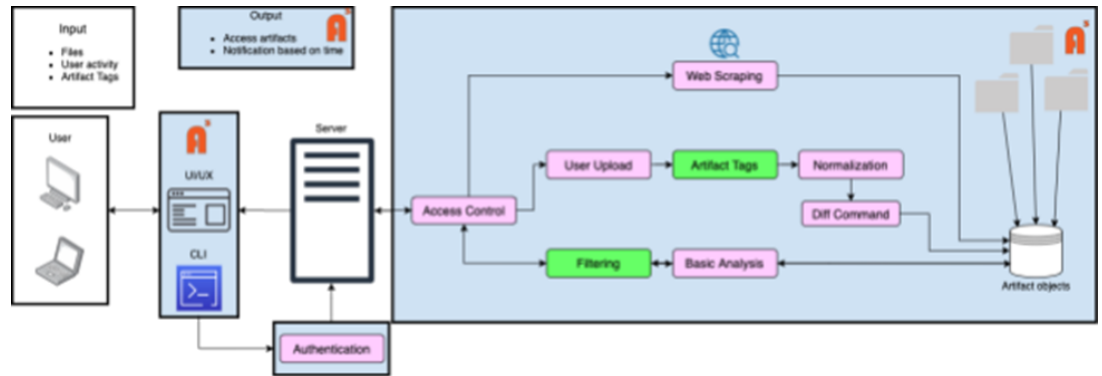 Input
• Files
• User activity
• Artifact Tags
Output
• Access artifacts
• Notification based on time
A
s
A
s
Web Scraping
User
A
s
UI/UX
CLI
Server
User Upload
Artifact Tags
Normalization
Access Control
Diff Command
Filtering
Basic Analysis
Artifact objects
Authentication